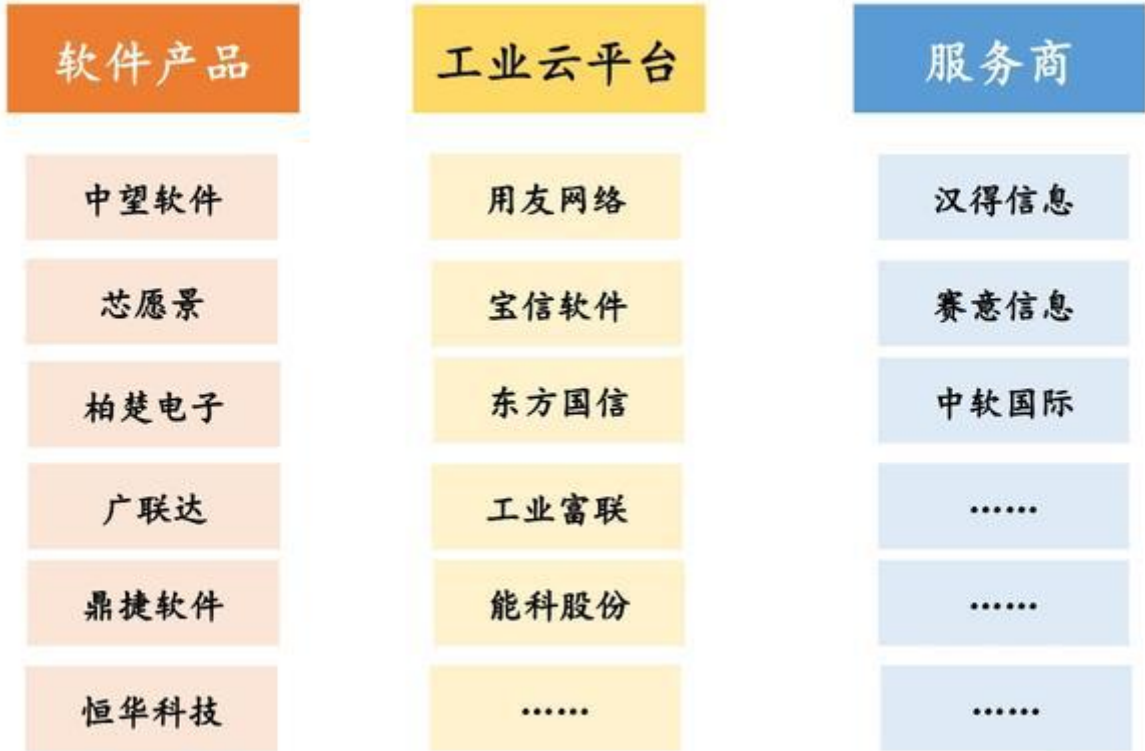 软件产品
工业云平台
服务商
中望软件
用友网络
汉得信息
芯愿景
宝信软件
赛意信息
柏楚电子
东方国信
中软国际
广联达
工业富联
……
鼎捷软件
能科股份
……
恒华科技
……
……